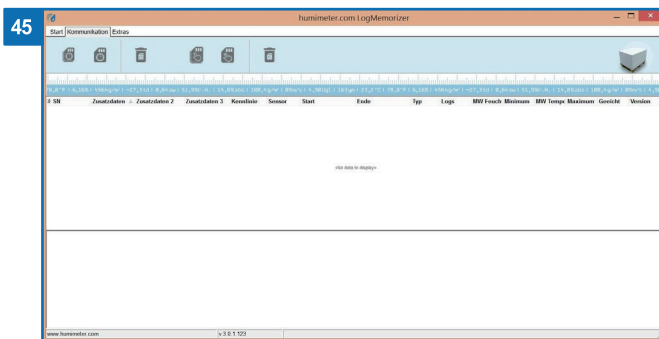 45
humimeter.com LogMemorizer
Start Kommunikation Extras
# SN Zusatzdaten Zusatzdaten 2 Zusatzdaten 3 Kennlinie Sensor Start Ende Typ Logs MW Feuch Minimum MW Tempe Maximum Gewicht Version
<No data to display>
www.humimeter.com v 3.0.1.123